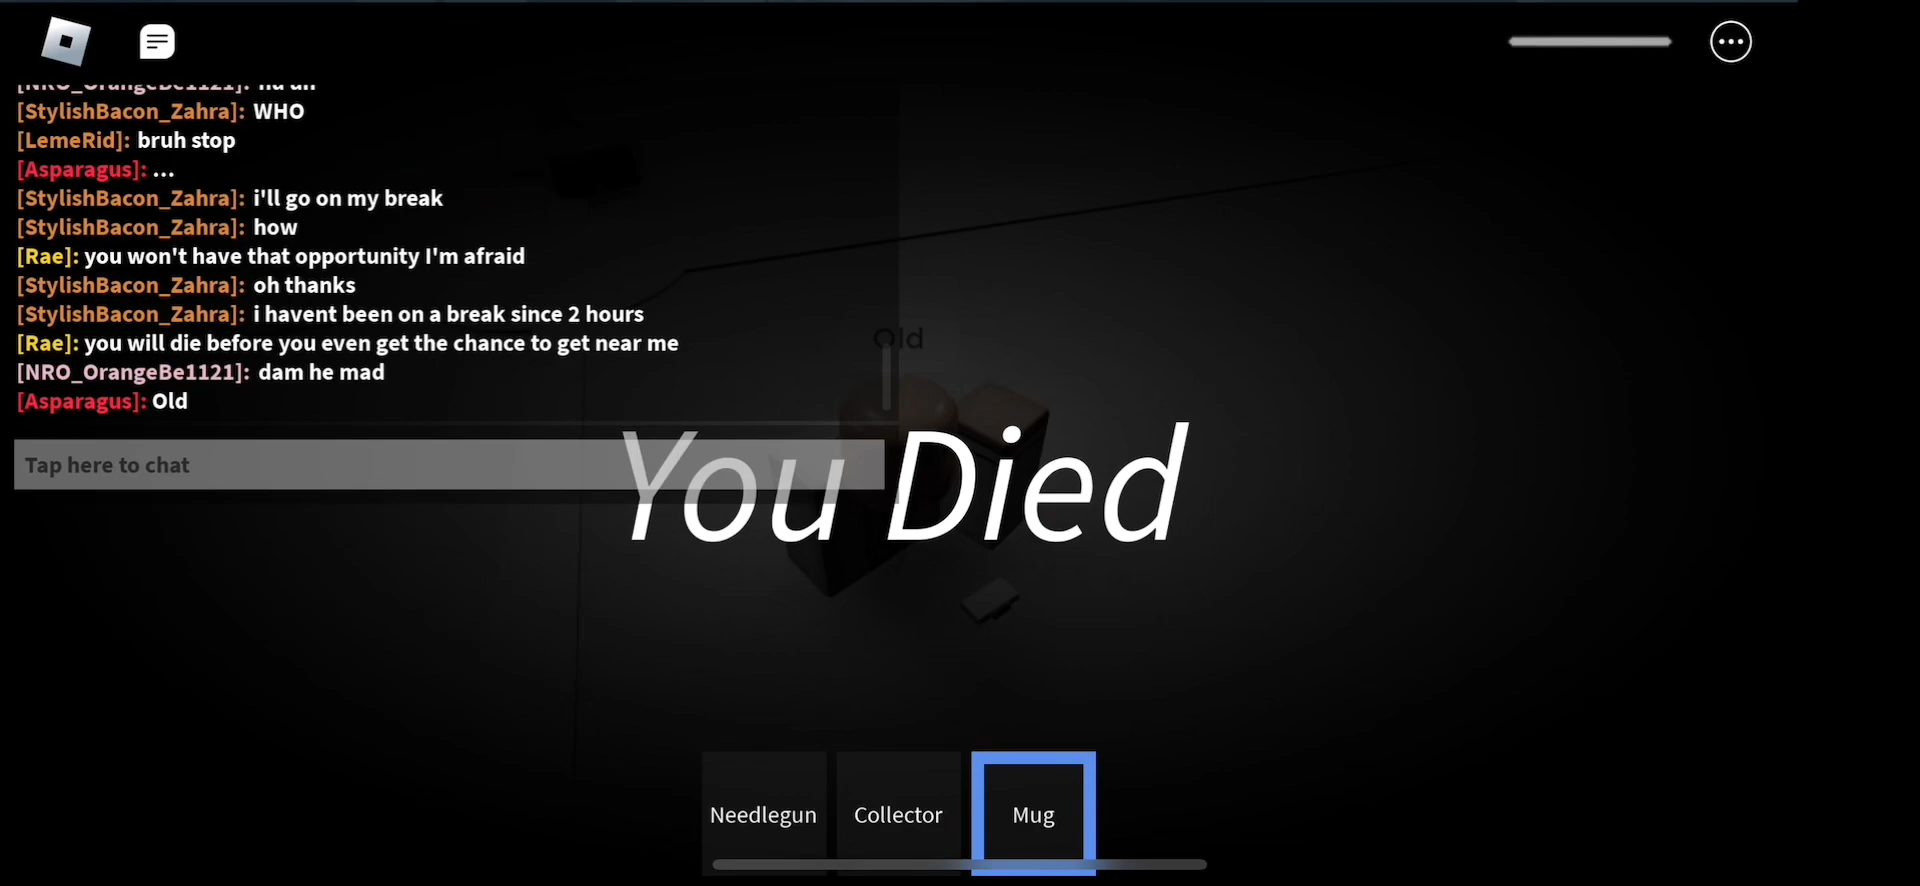 [NRO_OrangeBe1121]: nu uh
[StylishBacon_Zahra]: WHO
[LemeRid]: bruh stop
[Asparagus]: ...
[StylishBacon_Zahra]: i'll go on my break
[StylishBacon_Zahra]: how
[Rae]: you won't have that opportunity I'm afraid
[StylishBacon_Zahra]: oh thanks
[StylishBacon_Zahra]: i havent been on a break since 2 hours
[Rae]: you will die before you even get the chance to get near me
[NRO_OrangeBe1121]: dam he mad
[Asparagus]: Old
Old
Tap here to chat
You Died
Needlegun
Collector
Mug